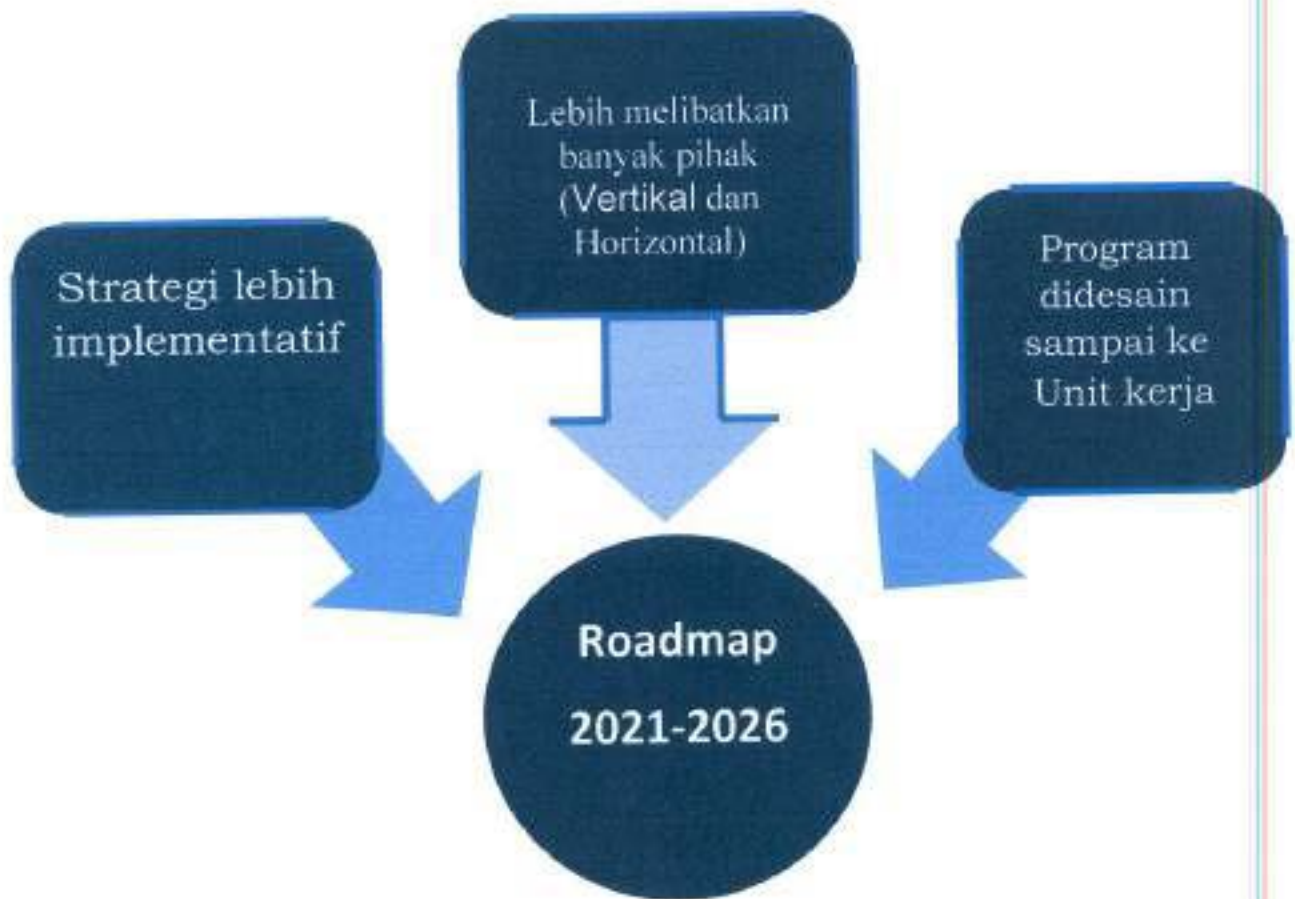 Lebih melibatkan
banyak pihak
(Vertikal dan
Horizontal)
Strategi lebih
implementatif
Program
didesain
sampai ke
Unit kerja
Roadmap
2021-2026